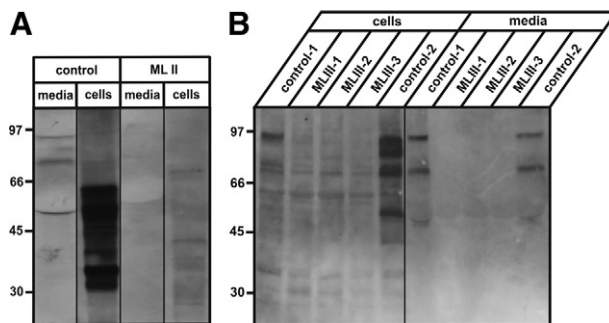 A
control ML II
media cells media cells
97
66
45
30
B
cells media
control-1 MLIII-1 MLIII-2 MLIII-3 control-2 control-1 MLIII-1 MLIII-2 MLIII-3 control-2
97
66
45
30